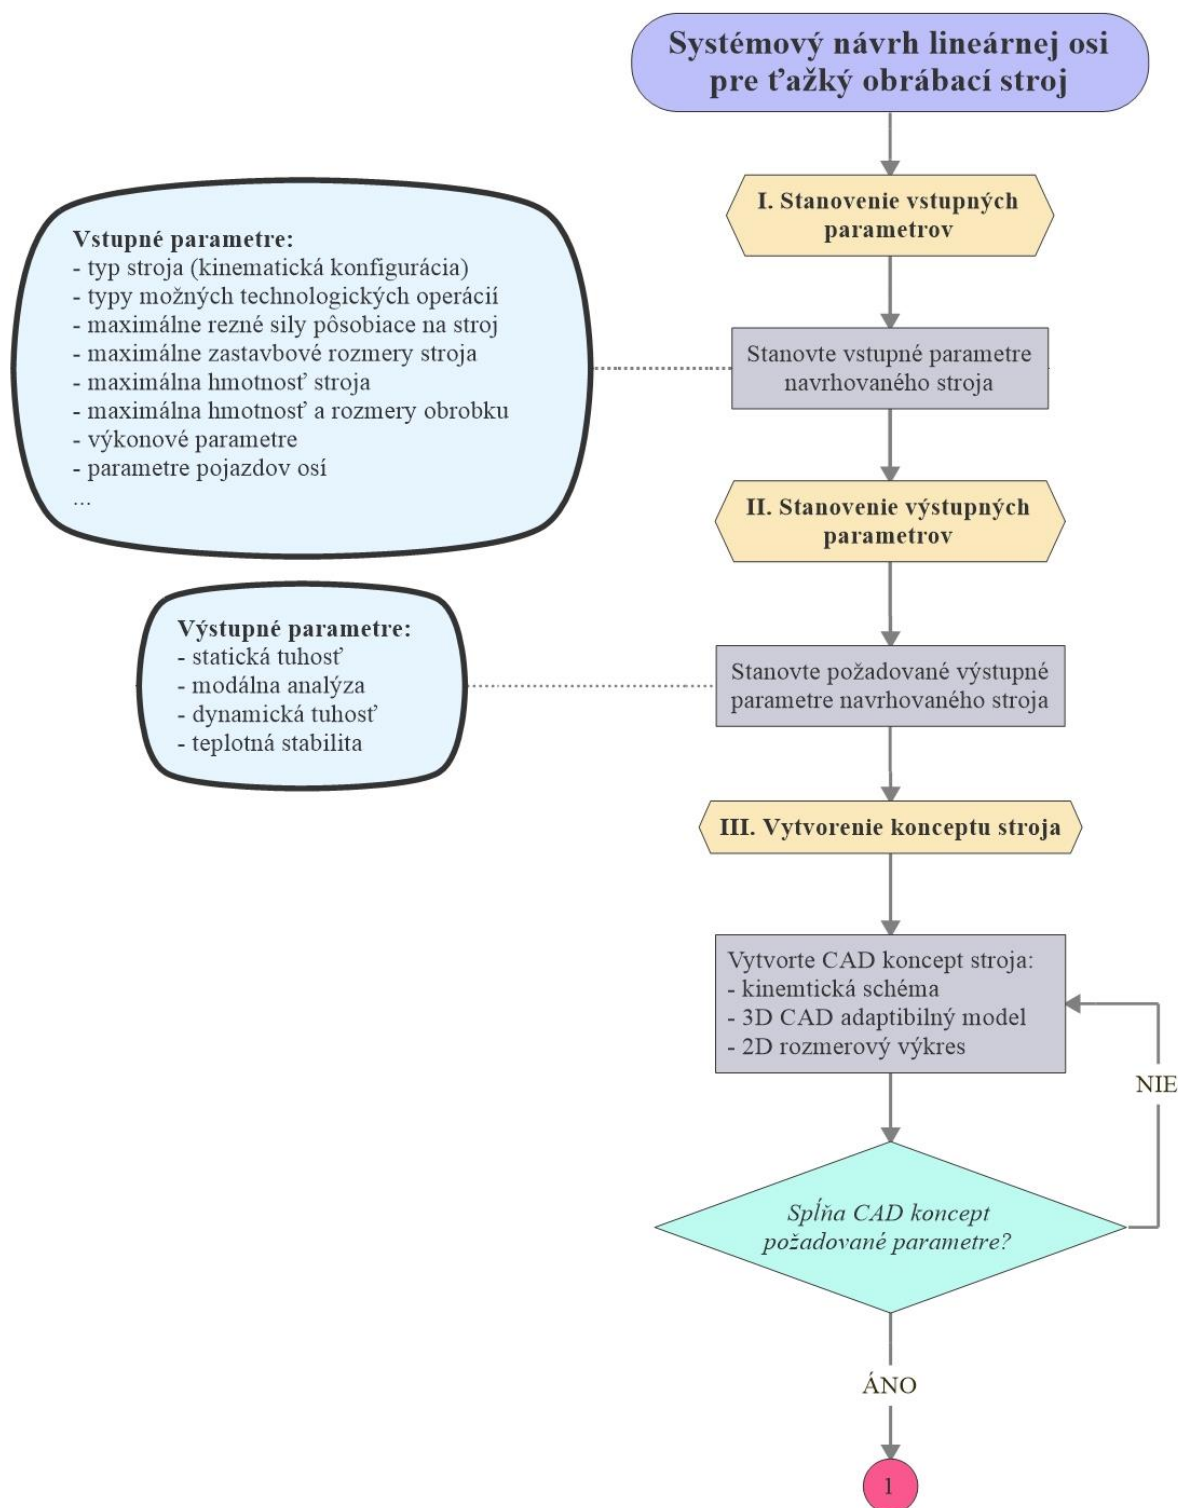 Systémový návrh lineárnej osi
pre ťažký obrábací stroj
I. Stanovenie vstupných
parametrov
Vstupné parametre:
- typ stroja (kinematická konfigurácia)
- typy možných technologických operácií
- maximálne rezné sily pôsobiace na stroj
- maximálne zastavbové rozmery stroja
- maximálna hmotnosť stroja
- maximálna hmotnosť a rozmery obrobku
- výkonové parametre
- parametre pojazdov osí
...
Stanovte vstupné parametre
navrhovaného stroja
II. Stanovenie výstupných
parametrov
Výstupné parametre:
- statická tuhosť
- modálna analýza
- dynamická tuhosť
- teplotná stabilita
Stanovte požadované výstupné
parametre navrhovaného stroja
III. Vytvorenie konceptu stroja
Vytvorte CAD koncept stroja:
- kinemtická schéma
- 3D CAD adaptibilný model
- 2D rozmerový výkres
NIE
Spĺňa CAD koncept
požadované parametre?
ÁNO
1